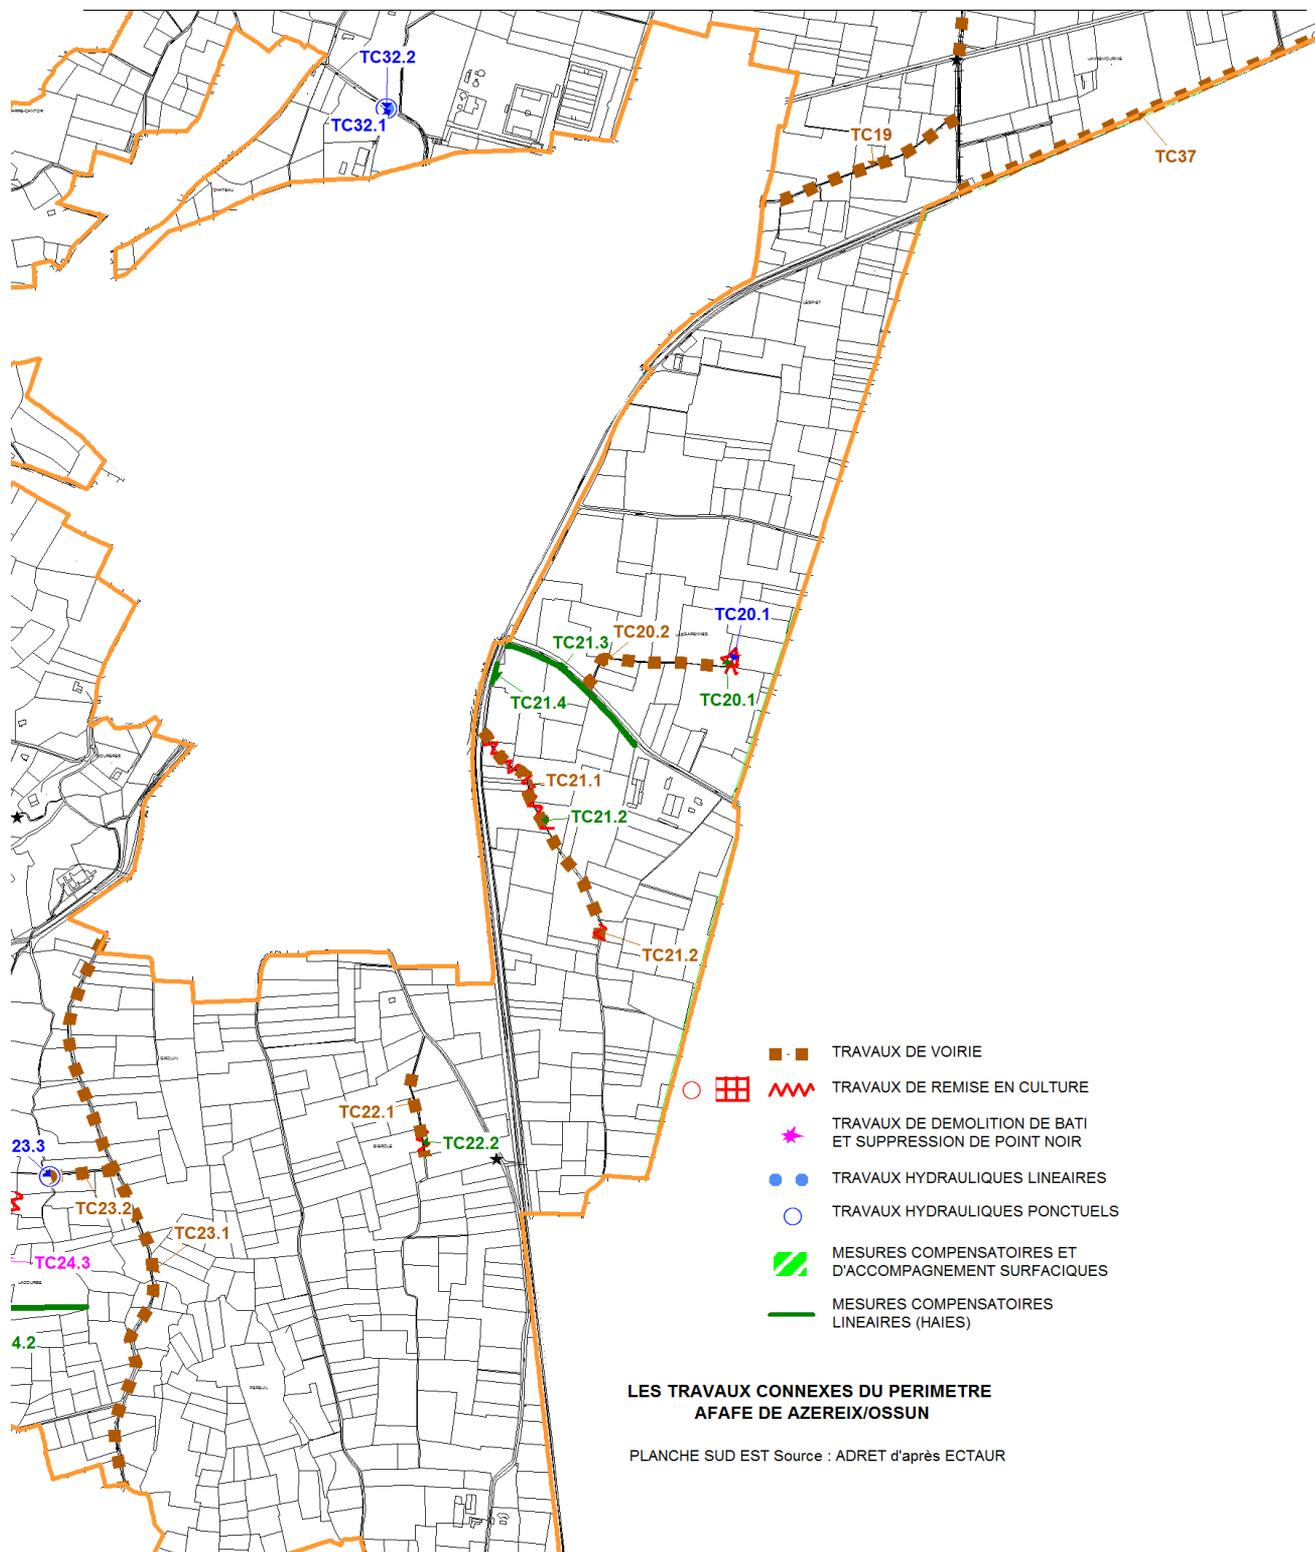 TC32.2
TC32.1
CHATEAU
LANNEMOURINE
TC19
TC37
LESPIET
TC20.1
TC20.2
TC21.3
TC20.1
TC21.4
TC21.1
TC21.2
TC21.2
TC22.1
TC22.2
23.3
TC23.2
TC23.1
TC24.3
4.2
TRAVAUX DE VOIRIE
TRAVAUX DE REMISE EN CULTURE
TRAVAUX DE DEMOLITION DE BATI
ET SUPPRESSION DE POINT NOIR
TRAVAUX HYDRAULIQUES LINEAIRES
TRAVAUX HYDRAULIQUES PONCTUELS
MESURES COMPENSATOIRES ET
D'ACCOMPAGNEMENT SURFACIQUES
MESURES COMPENSATOIRES
LINEAIRES (HAIES)
LES TRAVAUX CONNEXES DU PERIMETRE
AFAFE DE AZEREIX/OSSUN
PLANCHE SUD EST Source : ADRET d'après ECTAUR